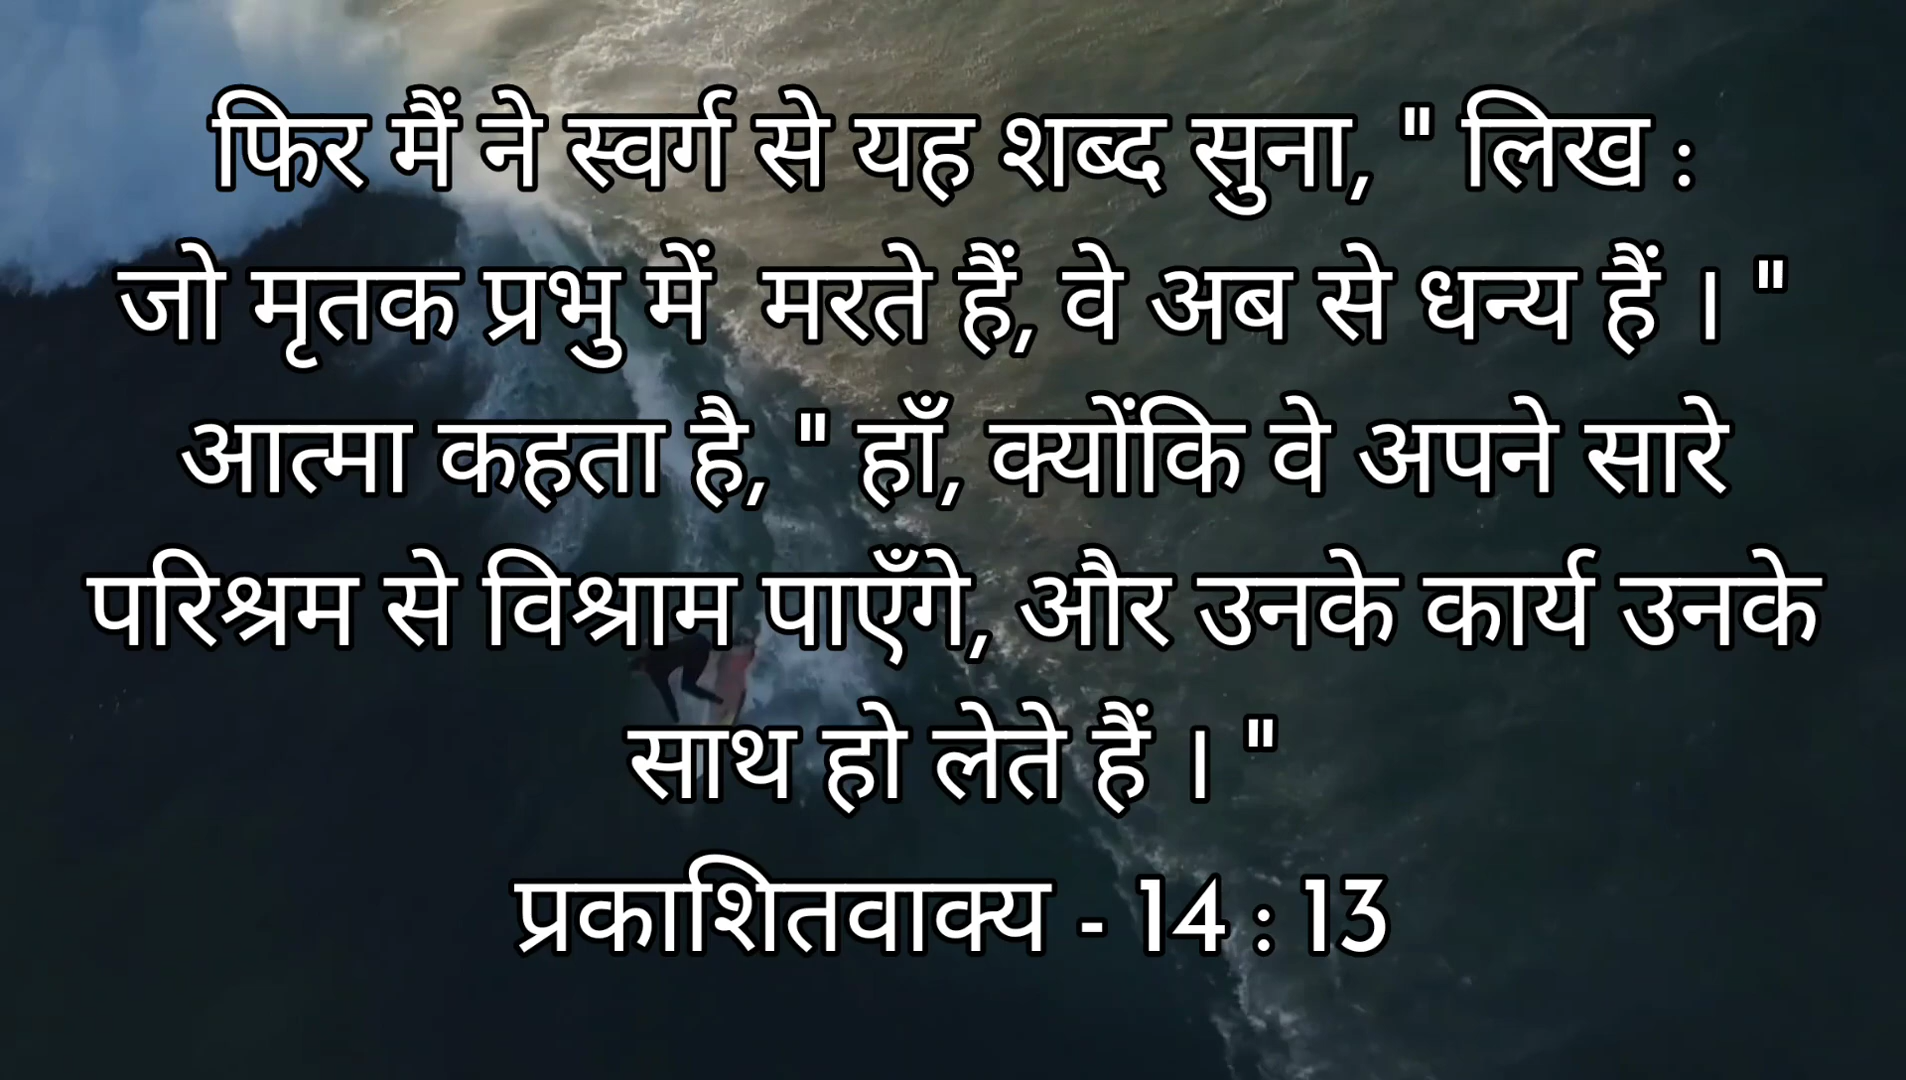 फिर मैं ने स्वर्ग से यह शब्द सुना, " लिख :
जो मृतक प्रभु में  मरते हैं, वे अब से धन्य हैं । "
आत्मा कहता है, " हाँ, क्योंकि वे अपने सारे
परिश्रम से विश्राम पाएँगे, और उनके कार्य उनके
साथ हो लेते हैं । "
प्रकाशितवाक्य - 14 : 13